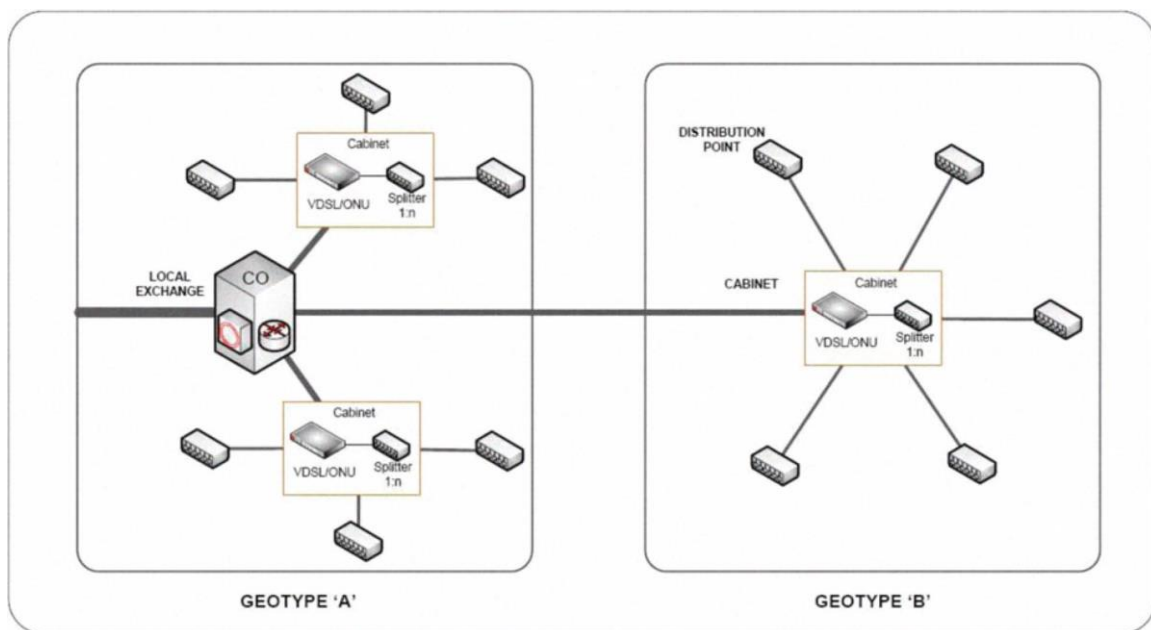 Cabinet
VDSL/ONU
Splitter
1:n
LOCAL
EXCHANGE
CO
Cabinet
VDSL/ONU
Splitter
1:n
GEOTYPE ‘A’
DISTRIBUTION
POINT
CABINET
Cabinet
VDSL/ONU
Splitter
1:n
GEOTYPE ‘B’